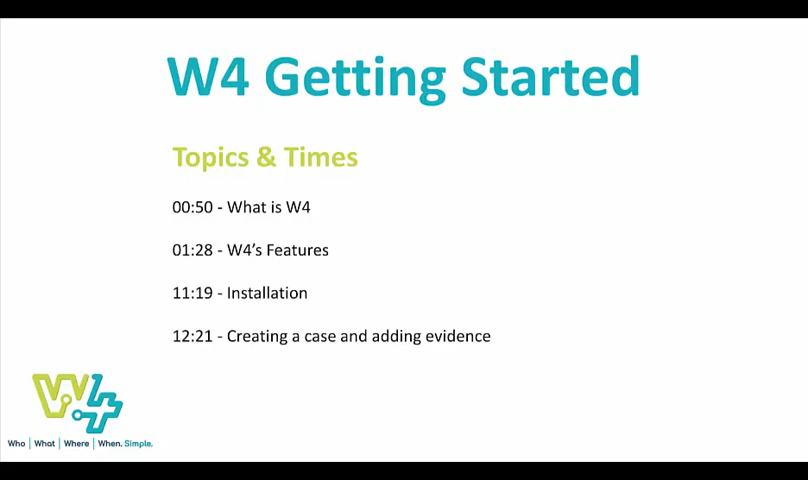 W4 Getting Started
Topics & Times
00:50 - What is W4
01:28 - W4’s Features
11:19 - Installation
12:21 - Creating a case and adding evidence
W4
Who | What | Where | When. Simple.